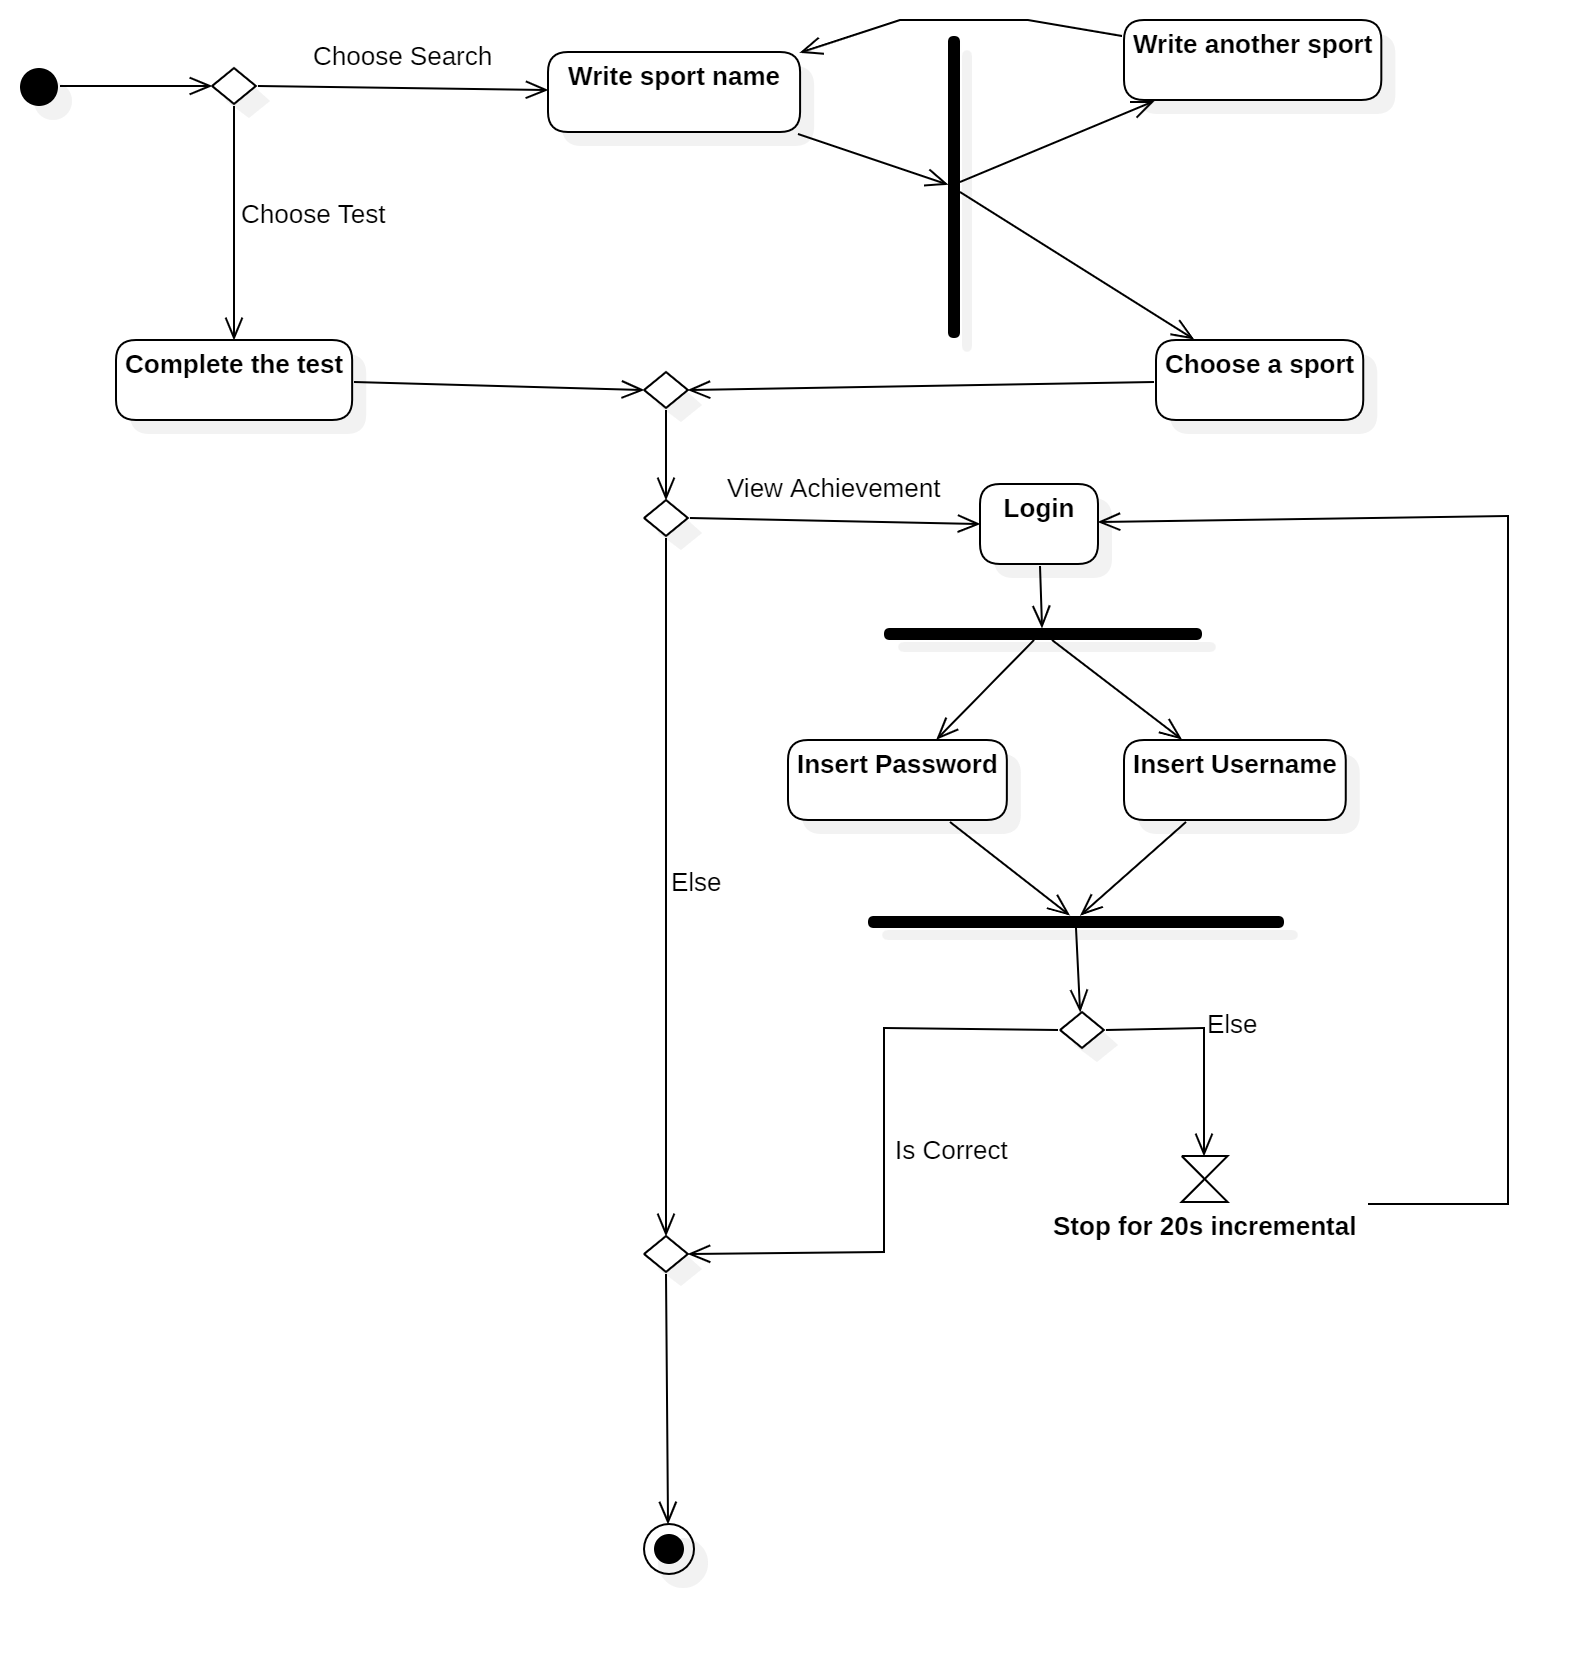 Choose Search
Write sport name
Write another sport
Choose Test
Complete the test
Choose a sport
View Achievement
Login
Insert Password
Insert Username
Else
Else
Is Correct
Stop for 20s incremental